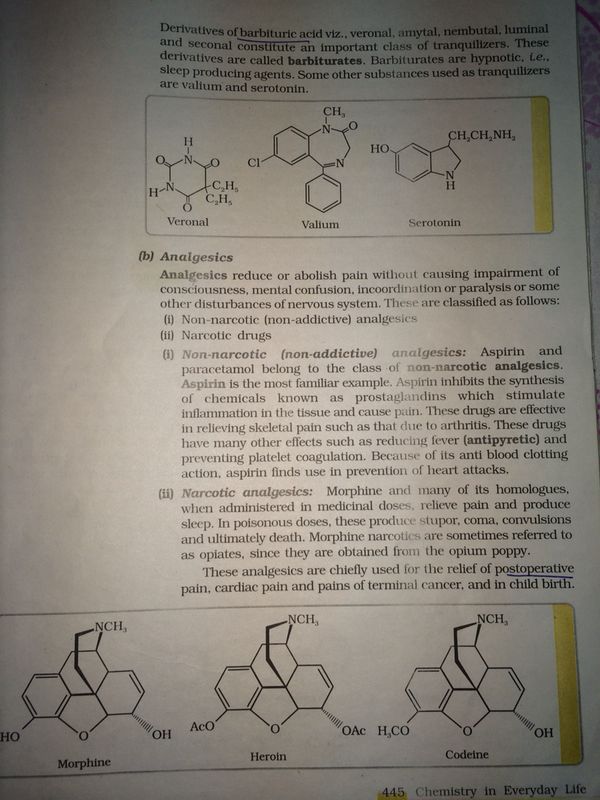 Derivatives of barbituric acid viz., veronal, amytal, nembutal, luminal
and seconal constitute an important class of tranquilizers. These
derivatives are called barbiturates. Barbiturates are hypnotic, i.e.,
sleep producing agents. Some other substances used as tranquilizers
are valium and serotonin.
H
O N O
H-N C₂H₅
C₂H₅
O
Veronal
CH₃
N O
Cl N
Valium
HO CH₂CH₂NH₂
N
H
Serotonin
(b) Analgesics
Analgesics reduce or abolish pain without causing impairment of
consciousness, mental confusion, incoordination or paralysis or some
other disturbances of nervous system. These are classified as follows:
(i) Non-narcotic (non-addictive) analgesics
(ii) Narcotic drugs
(i) Non-narcotic (non-addictive) analgesics: Aspirin and
paracetamol belong to the class of non-narcotic analgesics.
Aspirin is the most familiar example. Aspirin inhibits the synthesis
of chemicals known as prostaglandins which stimulate
inflammation in the tissue and cause pain. These drugs are effective
in relieving skeletal pain such as that due to arthritis. These drugs
have many other effects such as reducing fever (antipyretic) and
preventing platelet coagulation. Because of its anti blood clotting
action, aspirin finds use in prevention of heart attacks.
(ii) Narcotic analgesics: Morphine and many of its homologues,
when administered in medicinal doses, relieve pain and produce
sleep. In poisonous doses, these produce stupor, coma, convulsions
and ultimately death. Morphine narcotics are sometimes referred to
as opiates, since they are obtained from the opium poppy.
These analgesics are chiefly used for the relief of postoperative
pain, cardiac pain and pains of terminal cancer, and in child birth.
NCH₃
HO O OH
Morphine
NCH₃
AcO O OAc
Heroin
NCH₃
H₃CO O OH
Codeine
445 Chemistry in Everyday Life